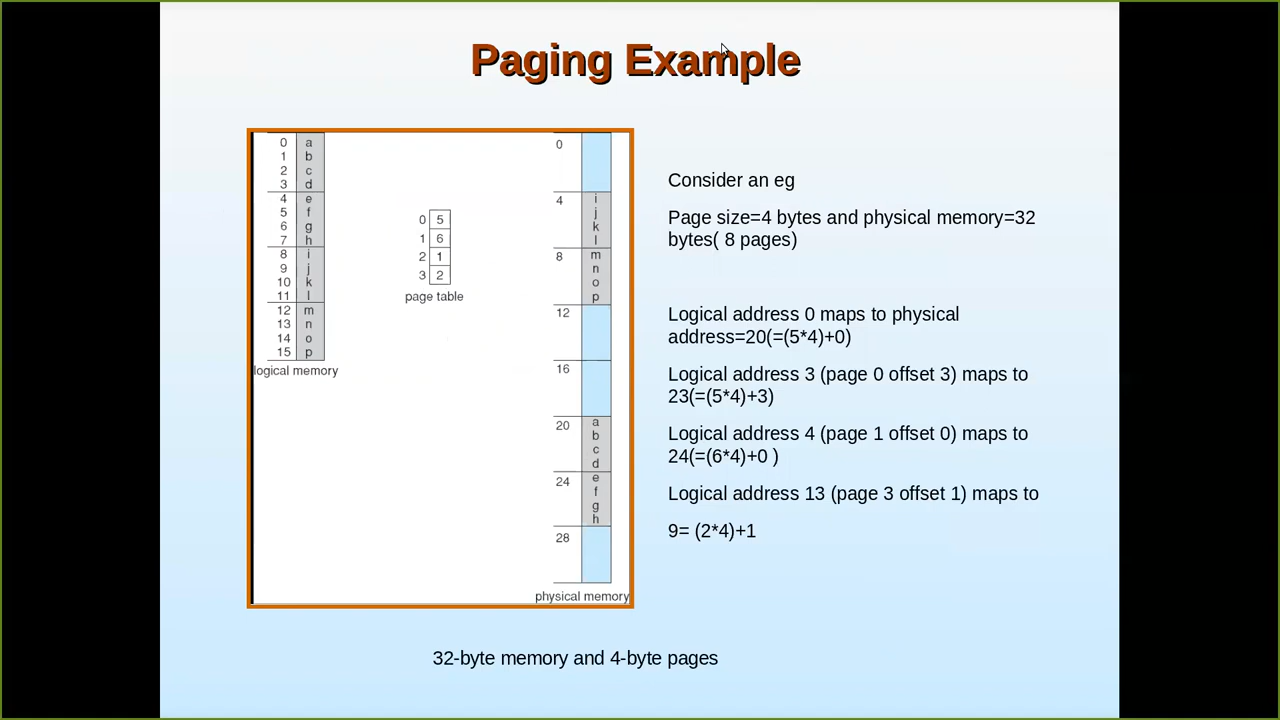 Paging Example
0 a
1 b
2 c
3 d
4 e
5 f
6 g
7 h
8 i
9 j
10 k
11 l
12 m
13 n
14 o
15 p
logical memory
0 5
1 6
2 1
3 2
page table
0
4 i
j
k
l
8 m
n
o
p
12
16
20 a
b
c
d
24 e
f
g
h
28
physical memory
Consider an eg
Page size=4 bytes and physical memory=32
bytes( 8 pages)
Logical address 0 maps to physical
address=20(=(5*4)+0)
Logical address 3 (page 0 offset 3) maps to
23(=(5*4)+3)
Logical address 4 (page 1 offset 0) maps to
24(=(6*4)+0 )
Logical address 13 (page 3 offset 1) maps to
9= (2*4)+1
32-byte memory and 4-byte pages